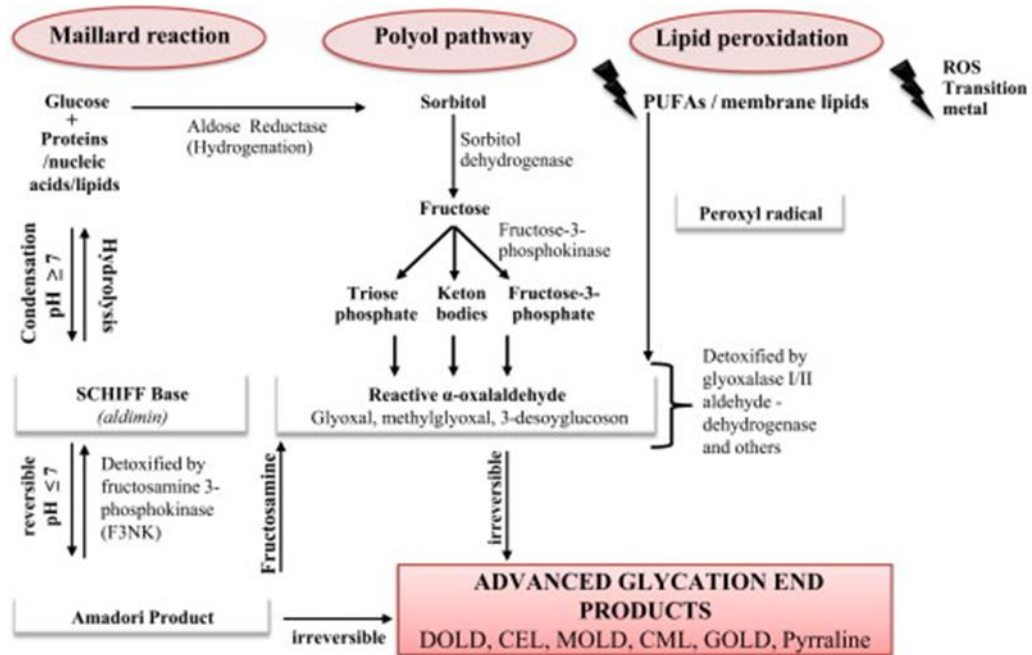 Maillard reaction
Polyol pathway
Lipid peroxidation
Glucose
+
Proteins
/nucleic
acids/lipids
Aldose Reductase
(Hydrogenation)
Sorbitol
Sorbitol
dehydrogenase
Fructose
Fructose-3-
phosphokinase
Triose
phosphate
Keton
bodies
Fructose-3-
phosphate
PUFAs / membrane lipids
ROS
Transition
metal
Peroxyl radical
Condensation
pH ≥ 7
Hydrolysis
SCHIFF Base
(aldimin)
Reactive α-oxalaldehyde
Glyoxal, methylglyoxal, 3-desoyglucoson
Detoxified by
glyoxalase I/II
aldehyde -
dehydrogenase
and others
reversible
pH ≤ 7
Detoxified by
fructosamine 3-
phosphokinase
(F3NK)
Fructosamine
irreversible
Amadori Product
irreversible
ADVANCED GLYCATION END
PRODUCTS
DOLD, CEL, MOLD, CML, GOLD, Pyrraline